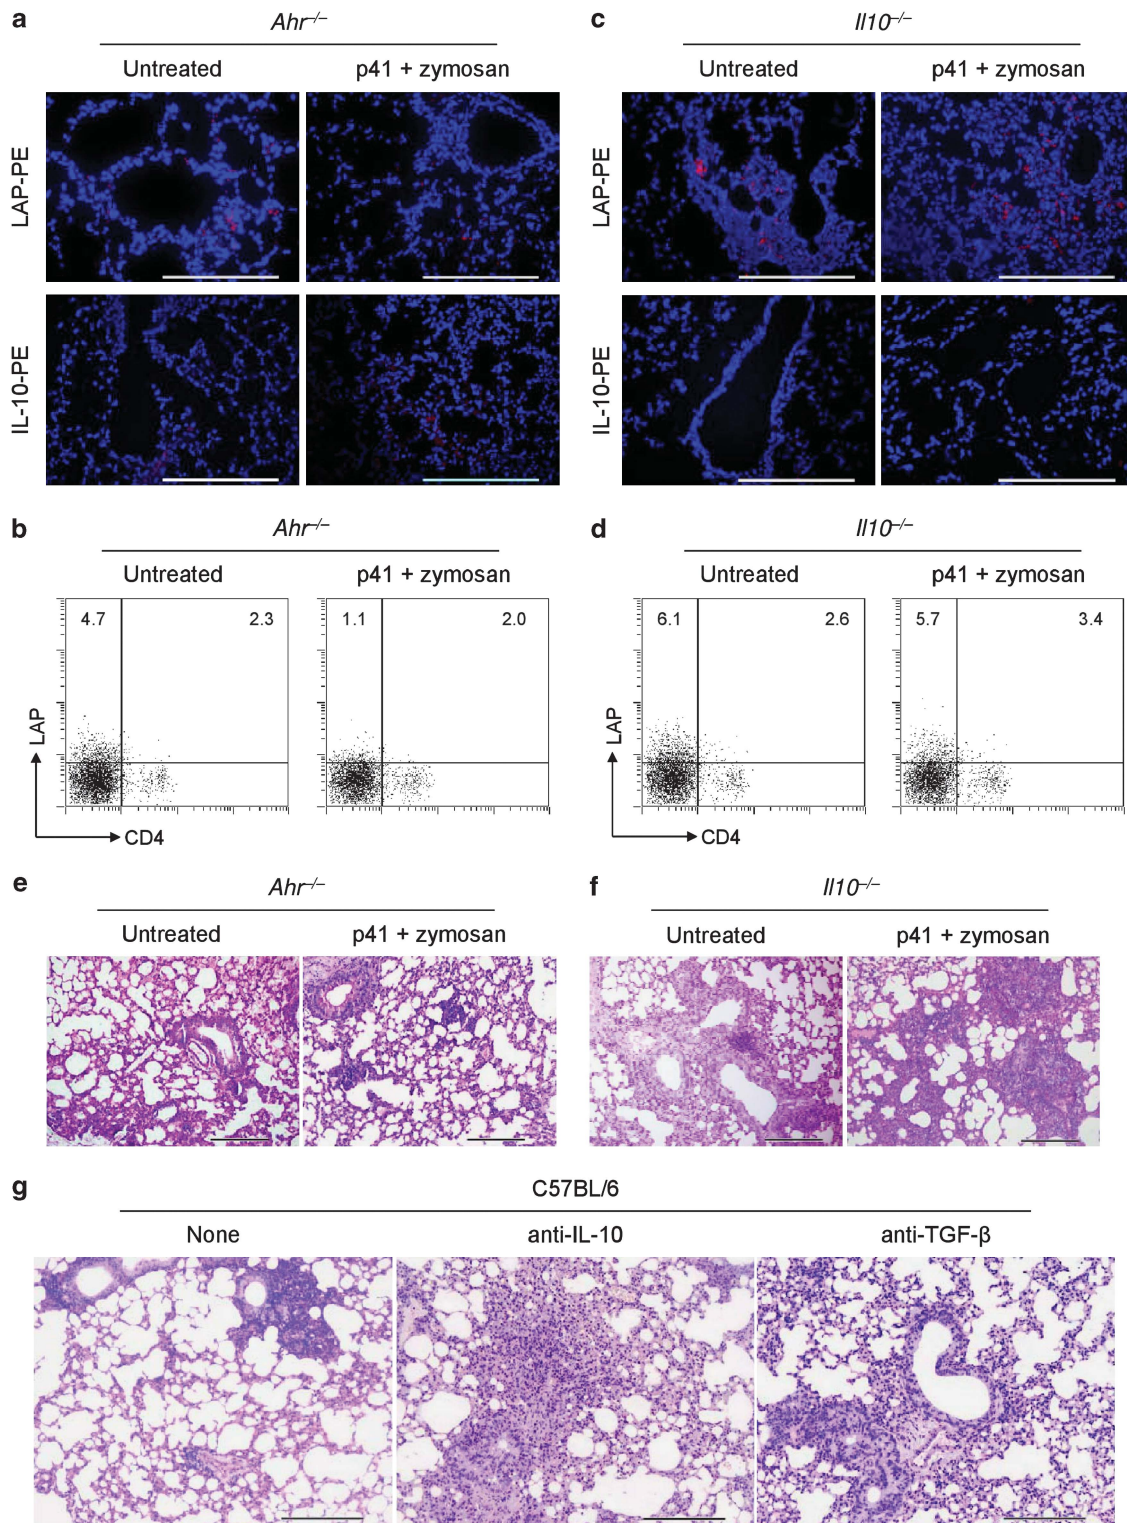 a
Ahr–/–
Untreated
p41 + zymosan
LAP-PE
IL-10-PE
c
Il10–/–
Untreated
p41 + zymosan
LAP-PE
IL-10-PE
b
Ahr–/–
Untreated
p41 + zymosan
4.7
2.3
1.1
2.0
LAP
CD4
d
Il10–/–
Untreated
p41 + zymosan
6.1
2.6
5.7
3.4
LAP
CD4
e
Ahr–/–
Untreated
p41 + zymosan
f
Il10–/–
Untreated
p41 + zymosan
g
C57BL/6
None
anti-IL-10
anti-TGF-β